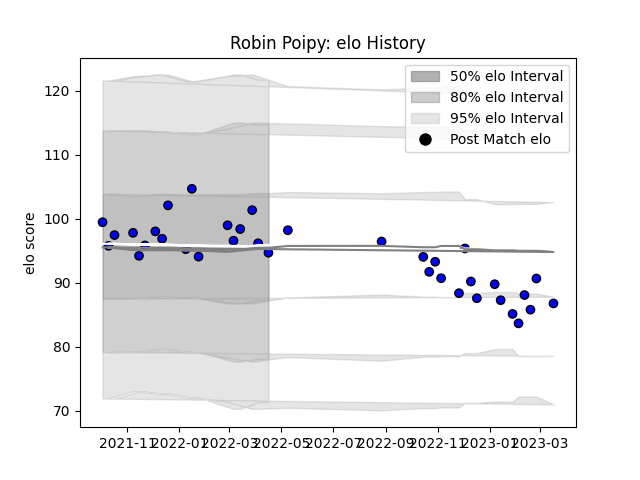 Robin Poipy: elo History
50% elo Interval
80% elo Interval
95% elo Interval
Post Match elo
elo score
120
110
100
90
80
70
2021-11 2022-01 2022-03 2022-05 2022-07 2022-09 2022-11 2023-01 2023-03